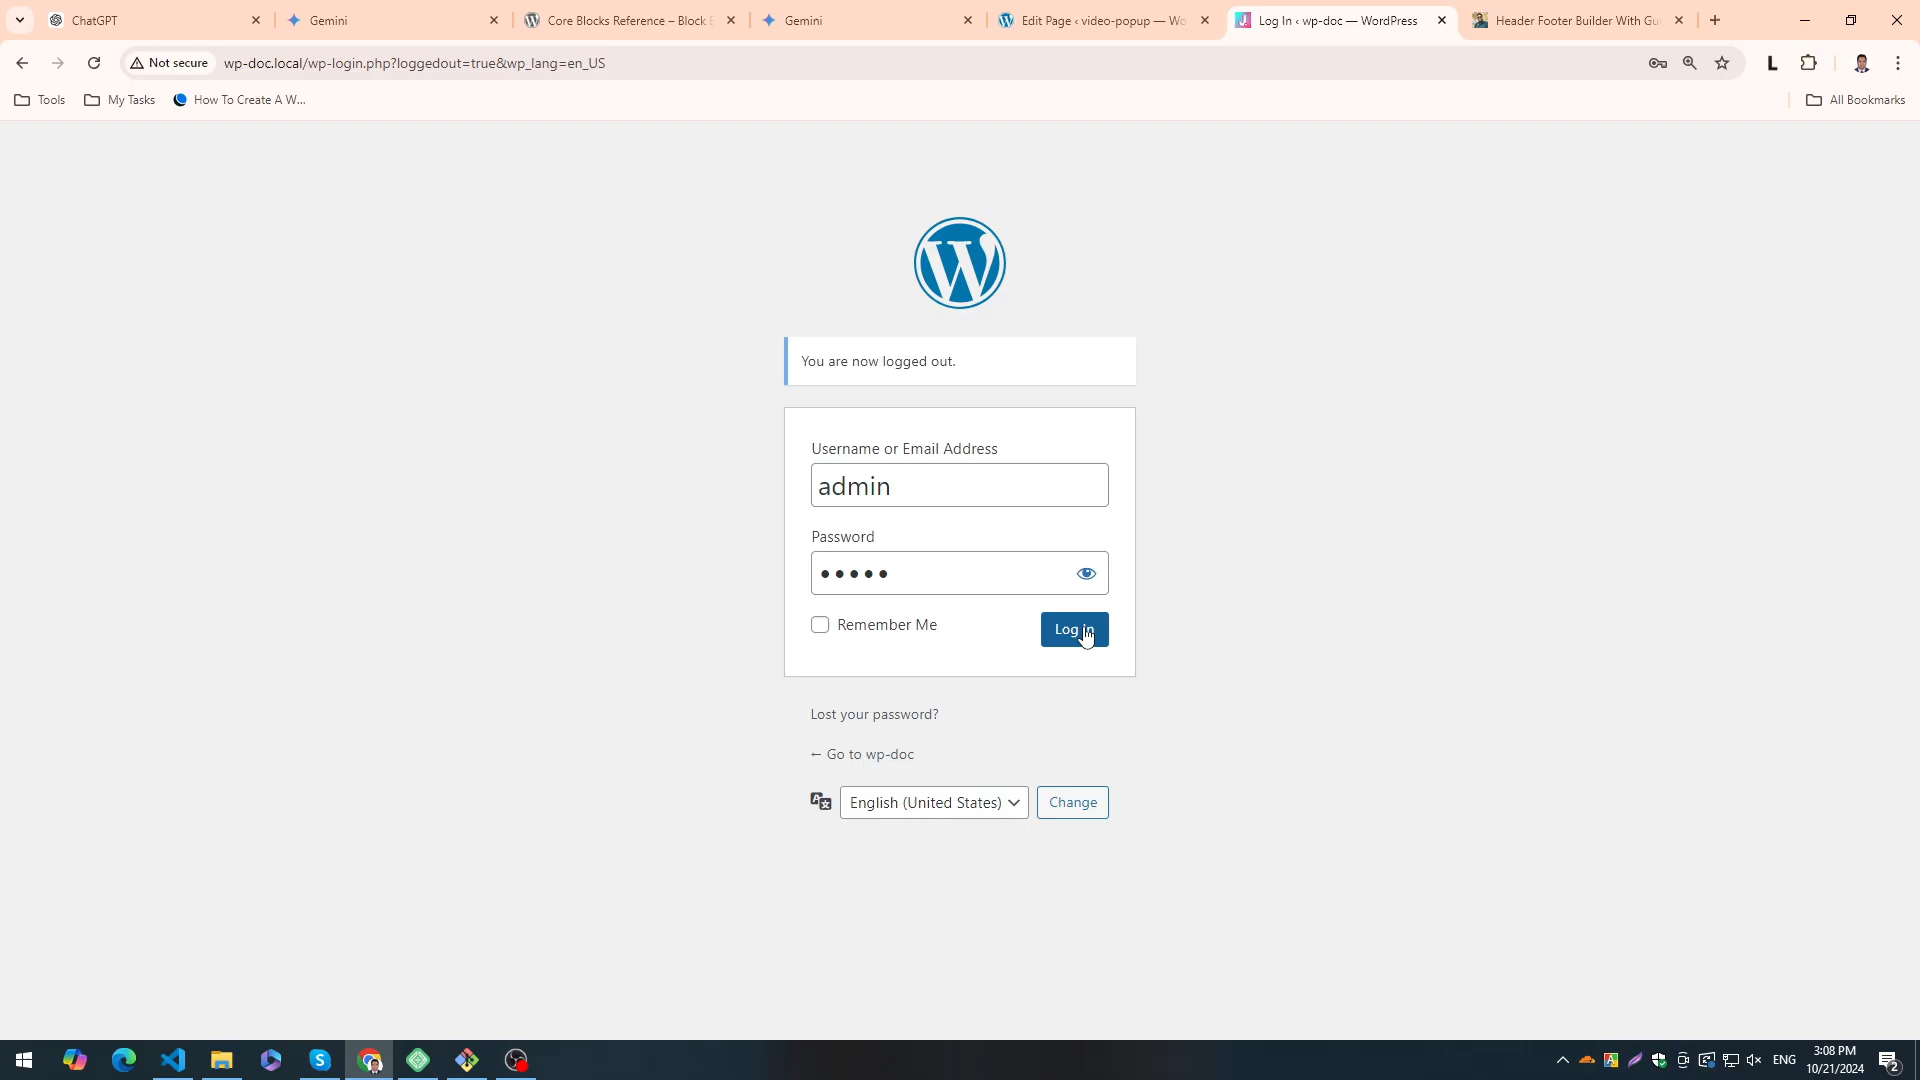 ChatGPT
Gemini
Core Blocks Reference – Block E
Gemini
Edit Page ‹ video-popup — Wo
Log In ‹ wp-doc — WordPress
Header Footer Builder With Gu
Not secure
wp-doc.local/wp-login.php?loggedout=true&wp_lang=en_US
L
Tools
My Tasks
How To Create A W...
All Bookmarks
You are now logged out.
Username or Email Address
admin
Password
Remember Me
Log In
Lost your password?
← Go to wp-doc
English (United States)
Change
ENG
3:08 PM
10/21/2024
2